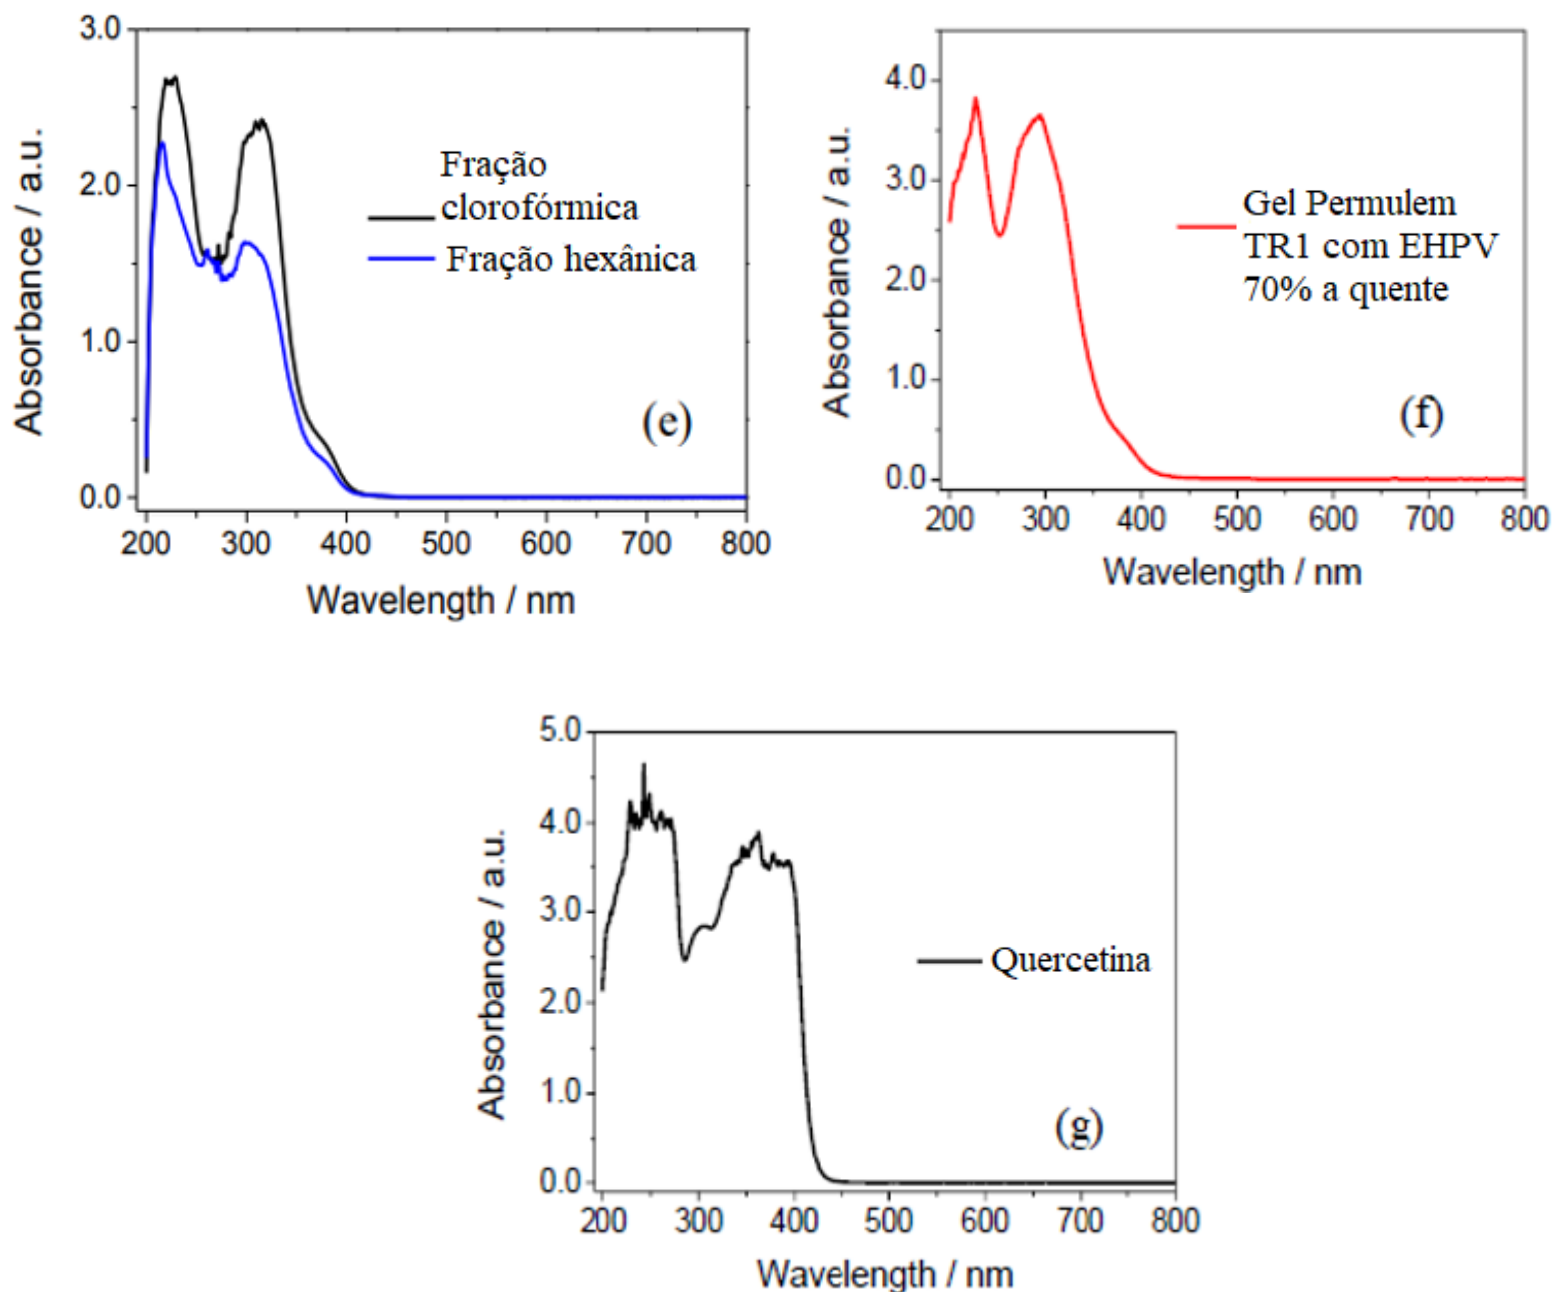 3.0
2.0
1.0
0.0
200 300 400 500 600 700 800
Absorbance / a.u.
Wavelength / nm
Fração
clorofórmica
Fração hexânica
(e)
4.0
3.0
2.0
1.0
0.0
200 300 400 500 600 700 800
Absorbance / a.u.
Wavelength / nm
Gel Permulem
TR1 com EHPV
70% a quente
(f)
5.0
4.0
3.0
2.0
1.0
0.0
200 300 400 500 600 700 800
Absorbance / a.u.
Wavelength / nm
Quercetina
(g)